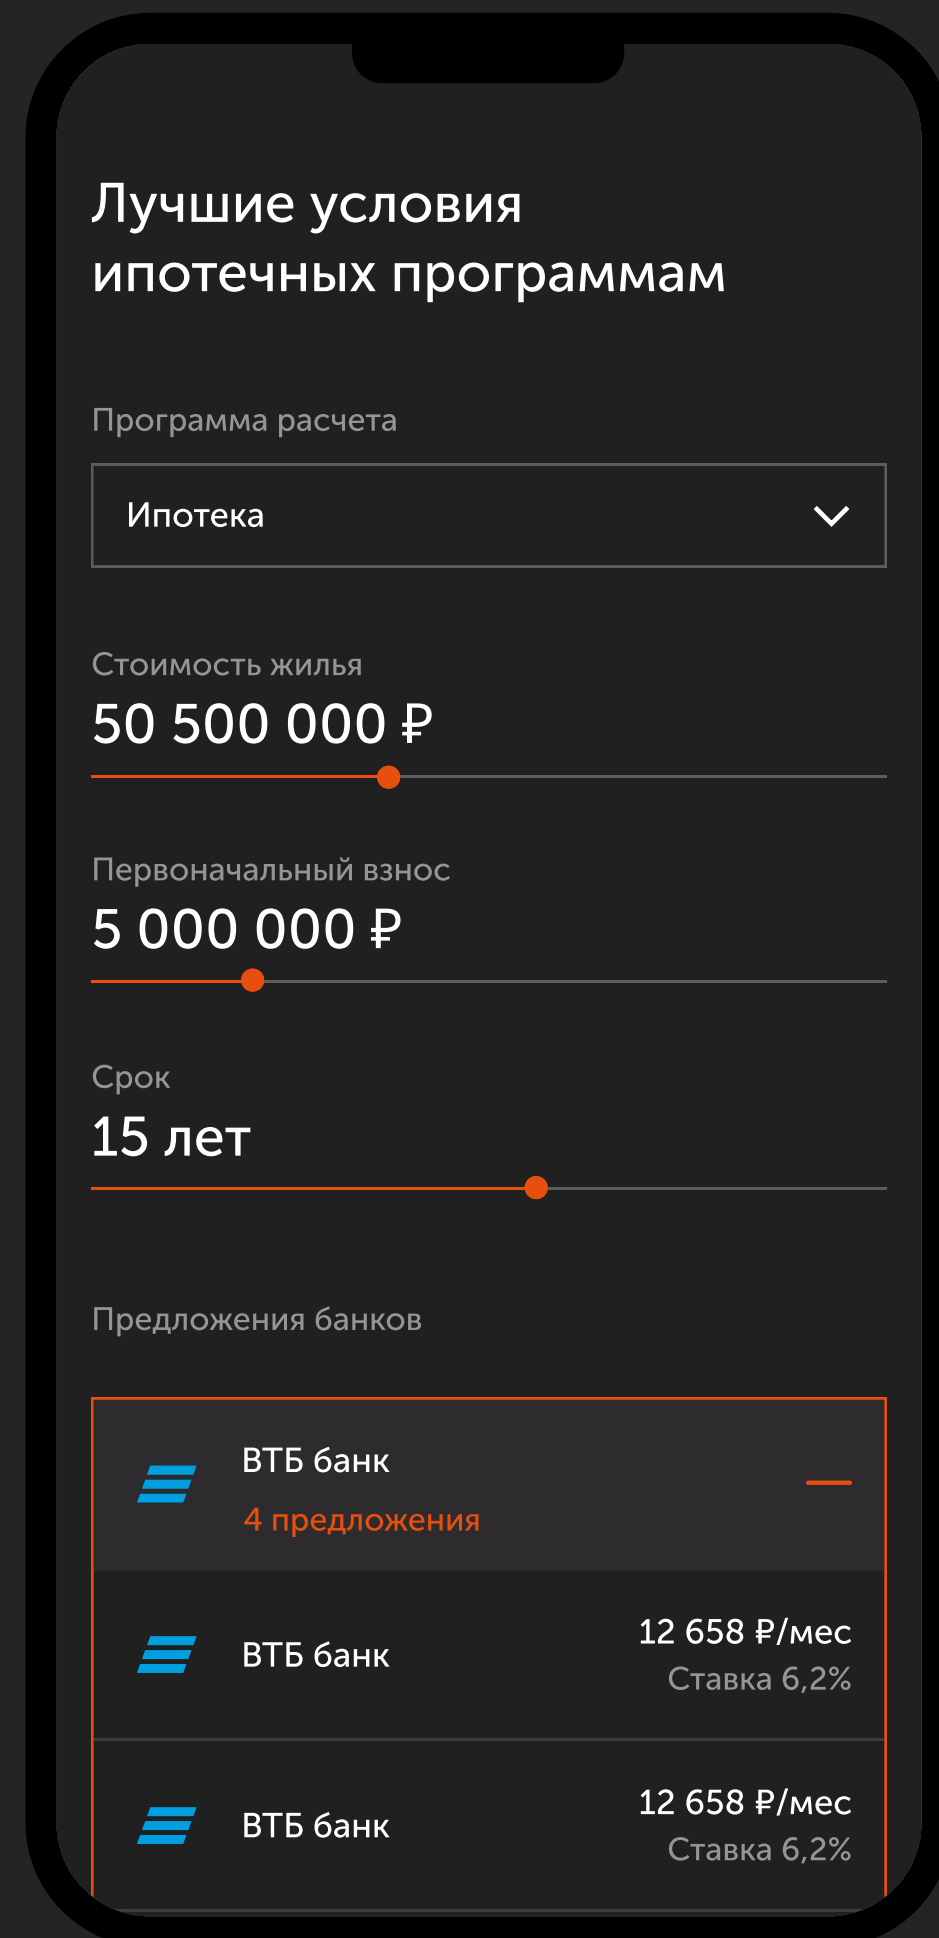 Лучшие условия
ипотечных программам
Программа расчета
Ипотека
Стоимость жилья
50 500 000 ₽
Первоначальный взнос
5 000 000 ₽
Срок
15 лет
Предложения банков
ВТБ банк
4 предложения
ВТБ банк
12 658 ₽/мес
Ставка 6,2%
ВТБ банк
12 658 ₽/мес
Ставка 6,2%